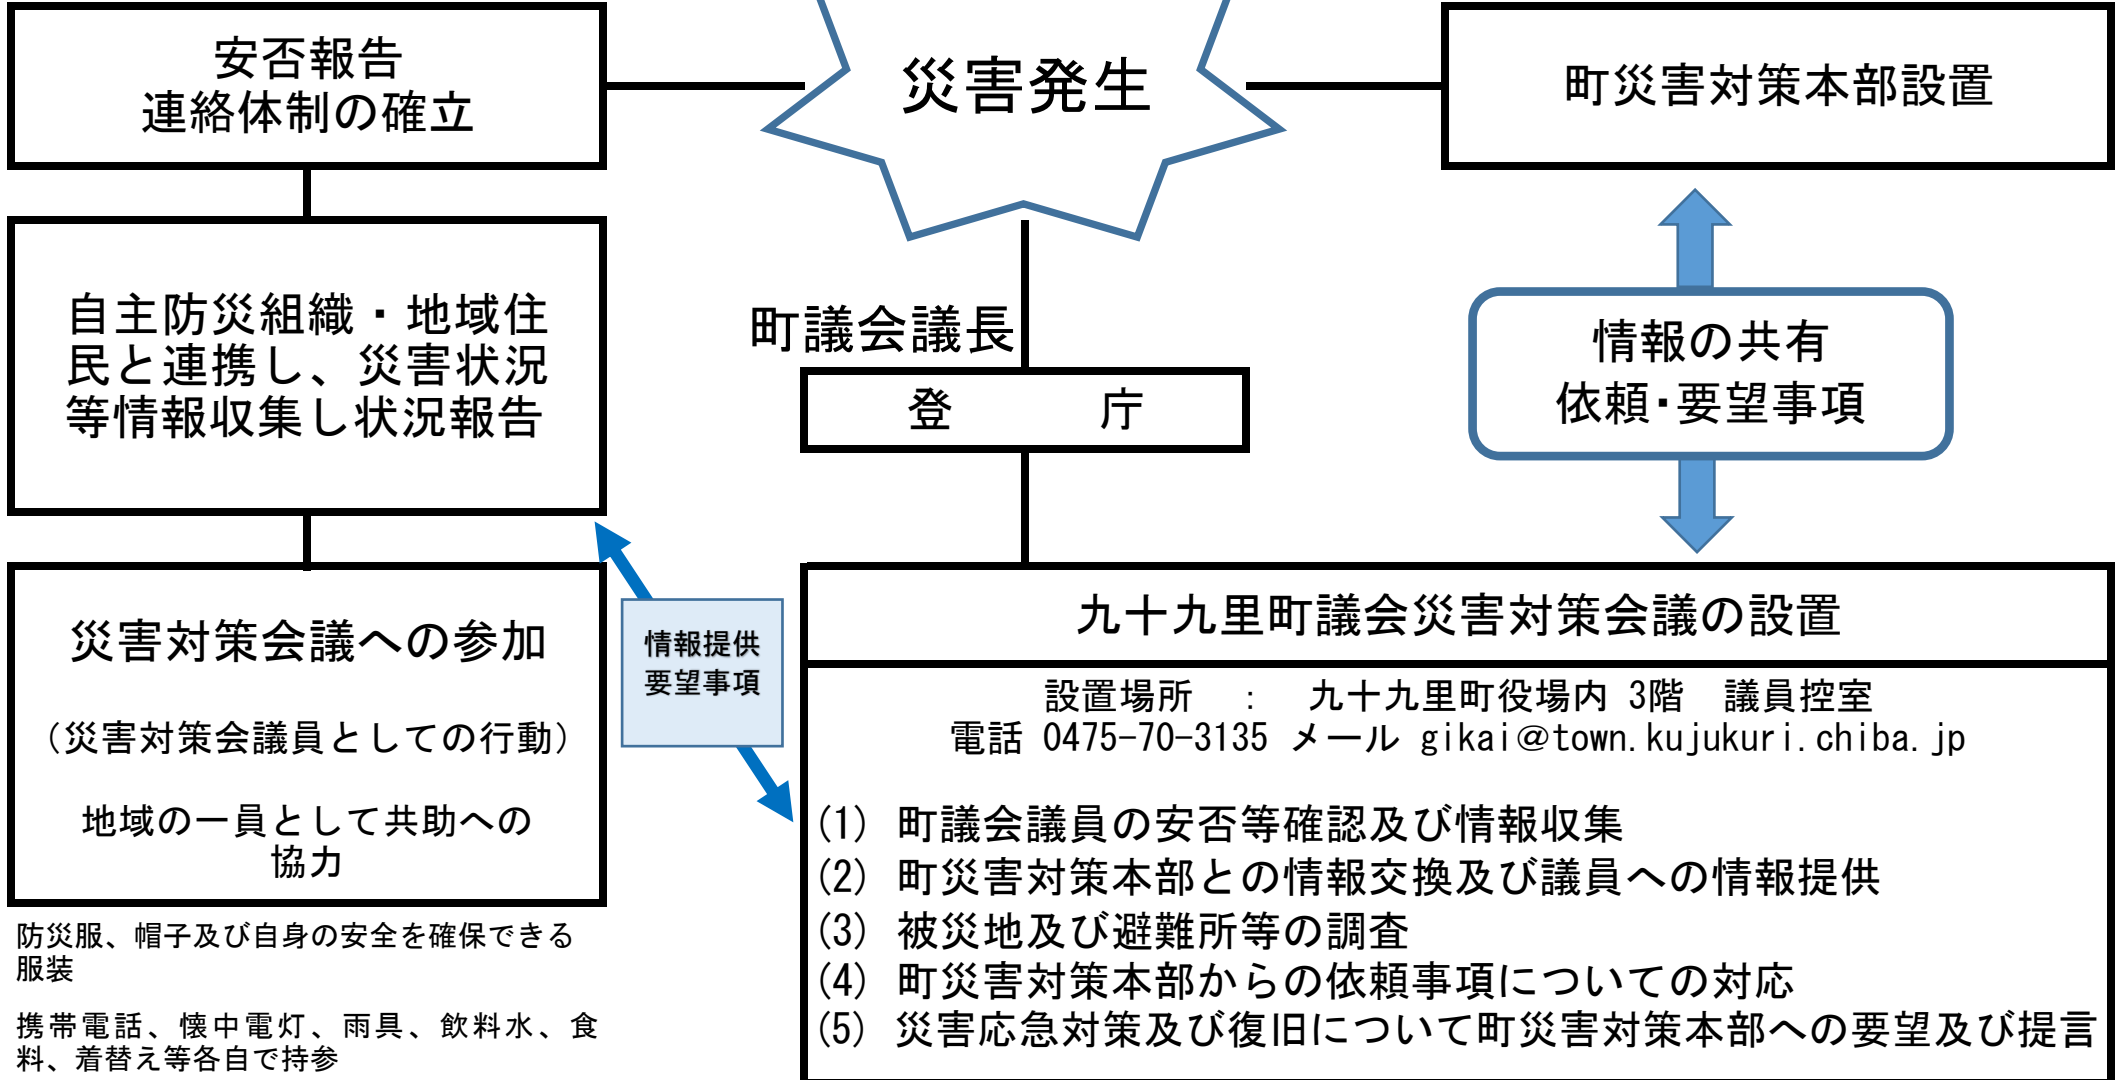 安否報告
連絡体制の確立
災害発生
町災害対策本部設置
自主防災組織・地域住
民と連携し、災害状況
等情報収集し状況報告
町議会議長
登　　　庁
情報の共有
依頼・要望事項
災害対策会議への参加
（災害対策会議員としての行動）
地域の一員として共助への
協力
情報提供
要望事項
九十九里町議会災害対策会議の設置
設置場所　：　九十九里町役場内 3階　議員控室
電話 0475-70-3135 メール gikai＠town.kujukuri.chiba.jp
(1) 町議会議員の安否等確認及び情報収集
(2) 町災害対策本部との情報交換及び議員への情報提供
(3) 被災地及び避難所等の調査
(4) 町災害対策本部からの依頼事項についての対応
(5) 災害応急対策及び復旧について町災害対策本部への要望及び提言
防災服、帽子及び自身の安全を確保できる
服装
携帯電話、懐中電灯、雨具、飲料水、食
料、着替え等各自で持参